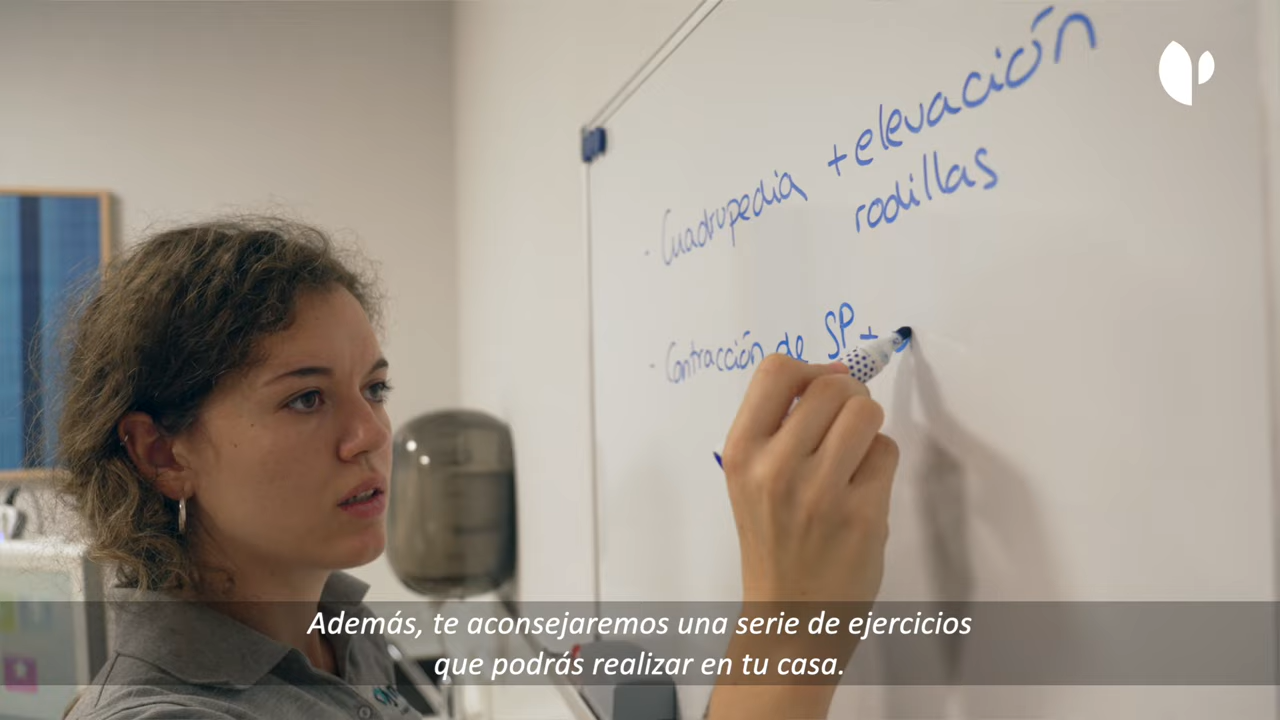 · Cuadrupedia + elevación
rodillas
· Contracción de SP +
Además, te aconsejaremos una serie de ejercicios
que podrás realizar en tu casa.